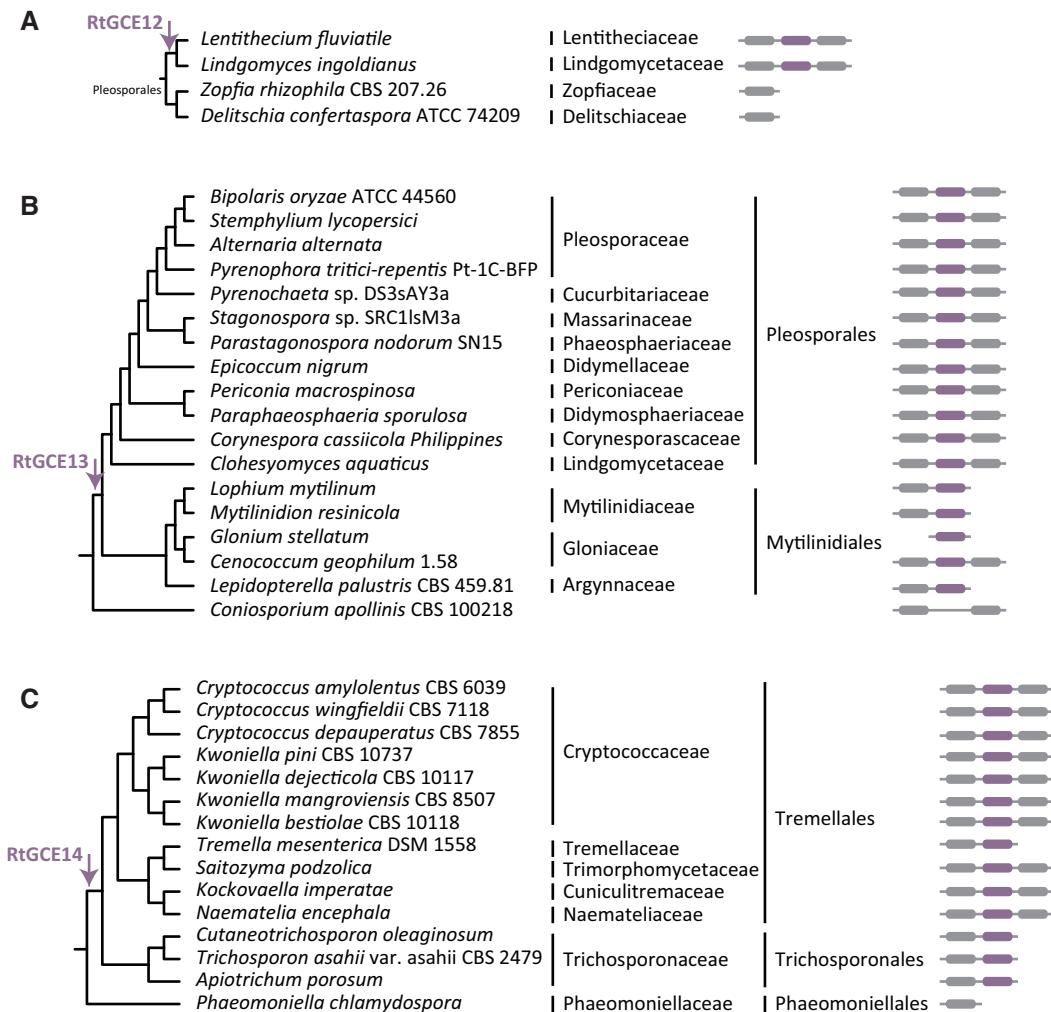 A
RtGCE12
Lentithecium fluviatile Lentitheciaceae
Lindgomyces ingoldianus Lindgomycetaceae
Pleosporales
Zopfia rhizophila CBS 207.26 Zopfiaceae
Delitschia confertaspora ATCC 74209 Delitschiaceae
B
Bipolaris oryzae ATCC 44560
Stemphylium lycopersici
Pleosporaceae
Alternaria alternata
Pyrenophora tritici-repentis Pt-1C-BFP
Pyrenochaeta sp. DS3sAY3a Cucurbitariaceae
Stagonospora sp. SRC1lsM3a Massarinaceae
Pleosporales
Parastagonospora nodorum SN15 Phaeosphaeriaceae
Epicoccum nigrum Didymellaceae
Periconia macrospinosa Periconiaceae
Paraphaeosphaeria sporulosa Didymosphaeriaceae
Corynespora cassiicola Philippines Corynesporascaceae
RtGCE13
Clohesyomyces aquaticus Lindgomycetaceae
Lophium mytilinum
Mytilinidiaceae
Mytilinidion resinicola
Glonium stellatum
Gloniaceae
Mytilinidiales
Cenococcum geophilum 1.58
Lepidopterella palustris CBS 459.81 Argynnaceae
Coniosporium apollinis CBS 100218
C
Cryptococcus amylolentus CBS 6039
Cryptococcus wingfieldii CBS 7118
Cryptococcus depauperatus CBS 7855
Cryptococcaceae
Kwoniella pini CBS 10737
Kwoniella dejecticola CBS 10117
Kwoniella mangroviensis CBS 8507
Tremellales
Kwoniella bestiolae CBS 10118
Tremella mesenterica DSM 1558 Tremellaceae
RtGCE14
Saitozyma podzolica Trimorphomycetaceae
Kockovaella imperatae Cuniculitremaceae
Naematelia encephala Naemateliaceae
Cutaneotrichosporon oleaginosum
Trichosporon asahii var. asahii CBS 2479 Trichosporonaceae Trichosporonales
Apiotrichum porosum
Phaeomoniella chlamydospora Phaeomoniellaceae Phaeomoniellales